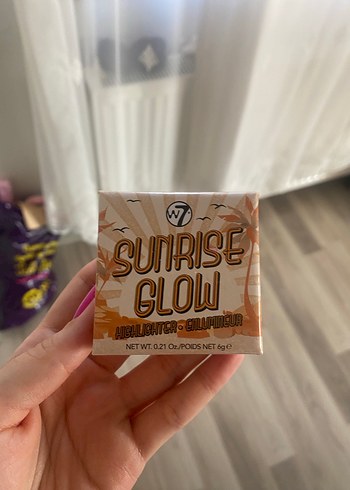 W7
SUNRISE
GLOW
HIGHLIGHTER • ENLUMINEUR
NET WT. 0.21 Oz./POIDS NET 6g℮